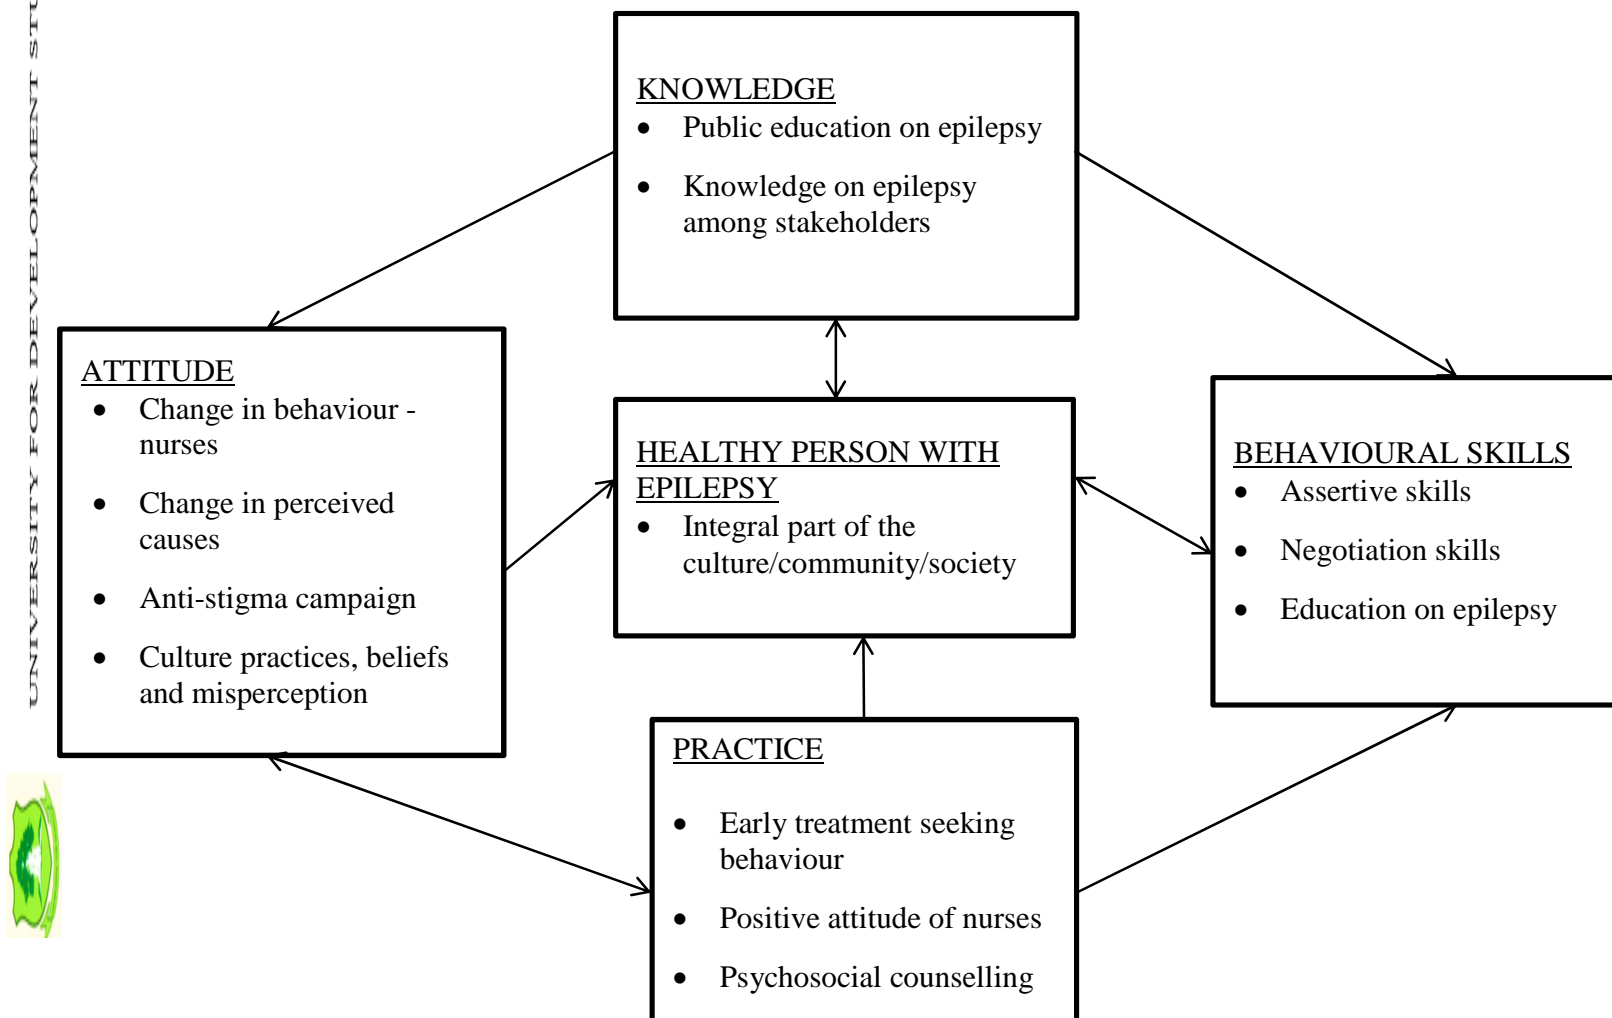 UNIVERSITY FOR DEVELOPMENT
KNOWLEDGE
• Public education on epilepsy
• Knowledge on epilepsy
among stakeholders
ATTITUDE
• Change in behaviour -
nurses
• Change in perceived
causes
• Anti-stigma campaign
• Culture practices, beliefs
and misperception
HEALTHY PERSON WITH
EPILEPSY
• Integral part of the
culture/community/society
BEHAVIOURAL SKILLS
• Assertive skills
• Negotiation skills
• Education on epilepsy
PRACTICE
• Early treatment seeking
behaviour
• Positive attitude of nurses
• Psychosocial counselling